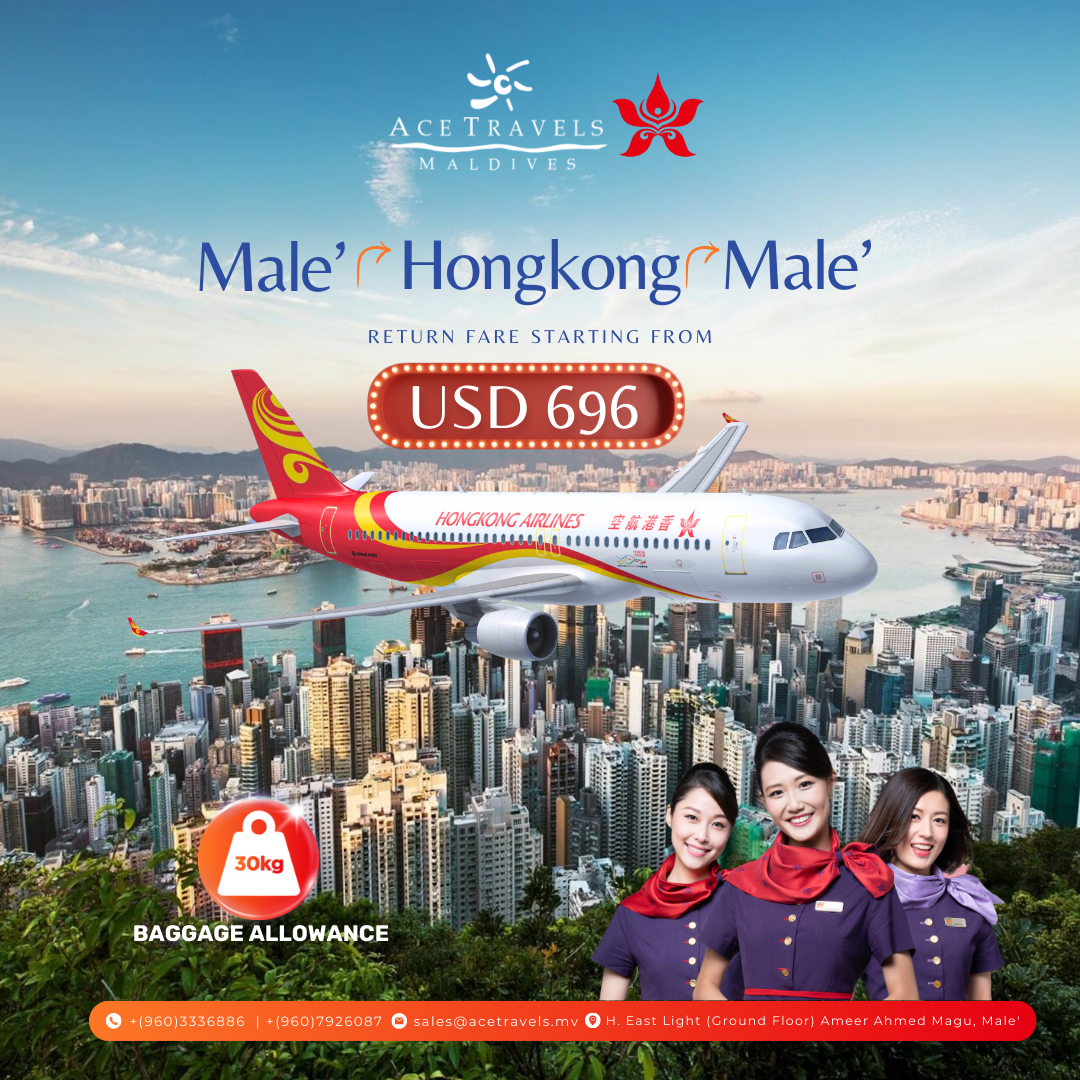 ACE TRAVELS
MALDIVES
Male’ Hongkong Male’
RETURN FARE STARTING FROM
USD 696
HONGKONG AIRLINES 空航港香
30kg
BAGGAGE ALLOWANCE
+(960)3336886 | +(960)7926087 sales@acetravels.mv H. East Light (Ground Floor) Ameer Ahmed Magu, Male'